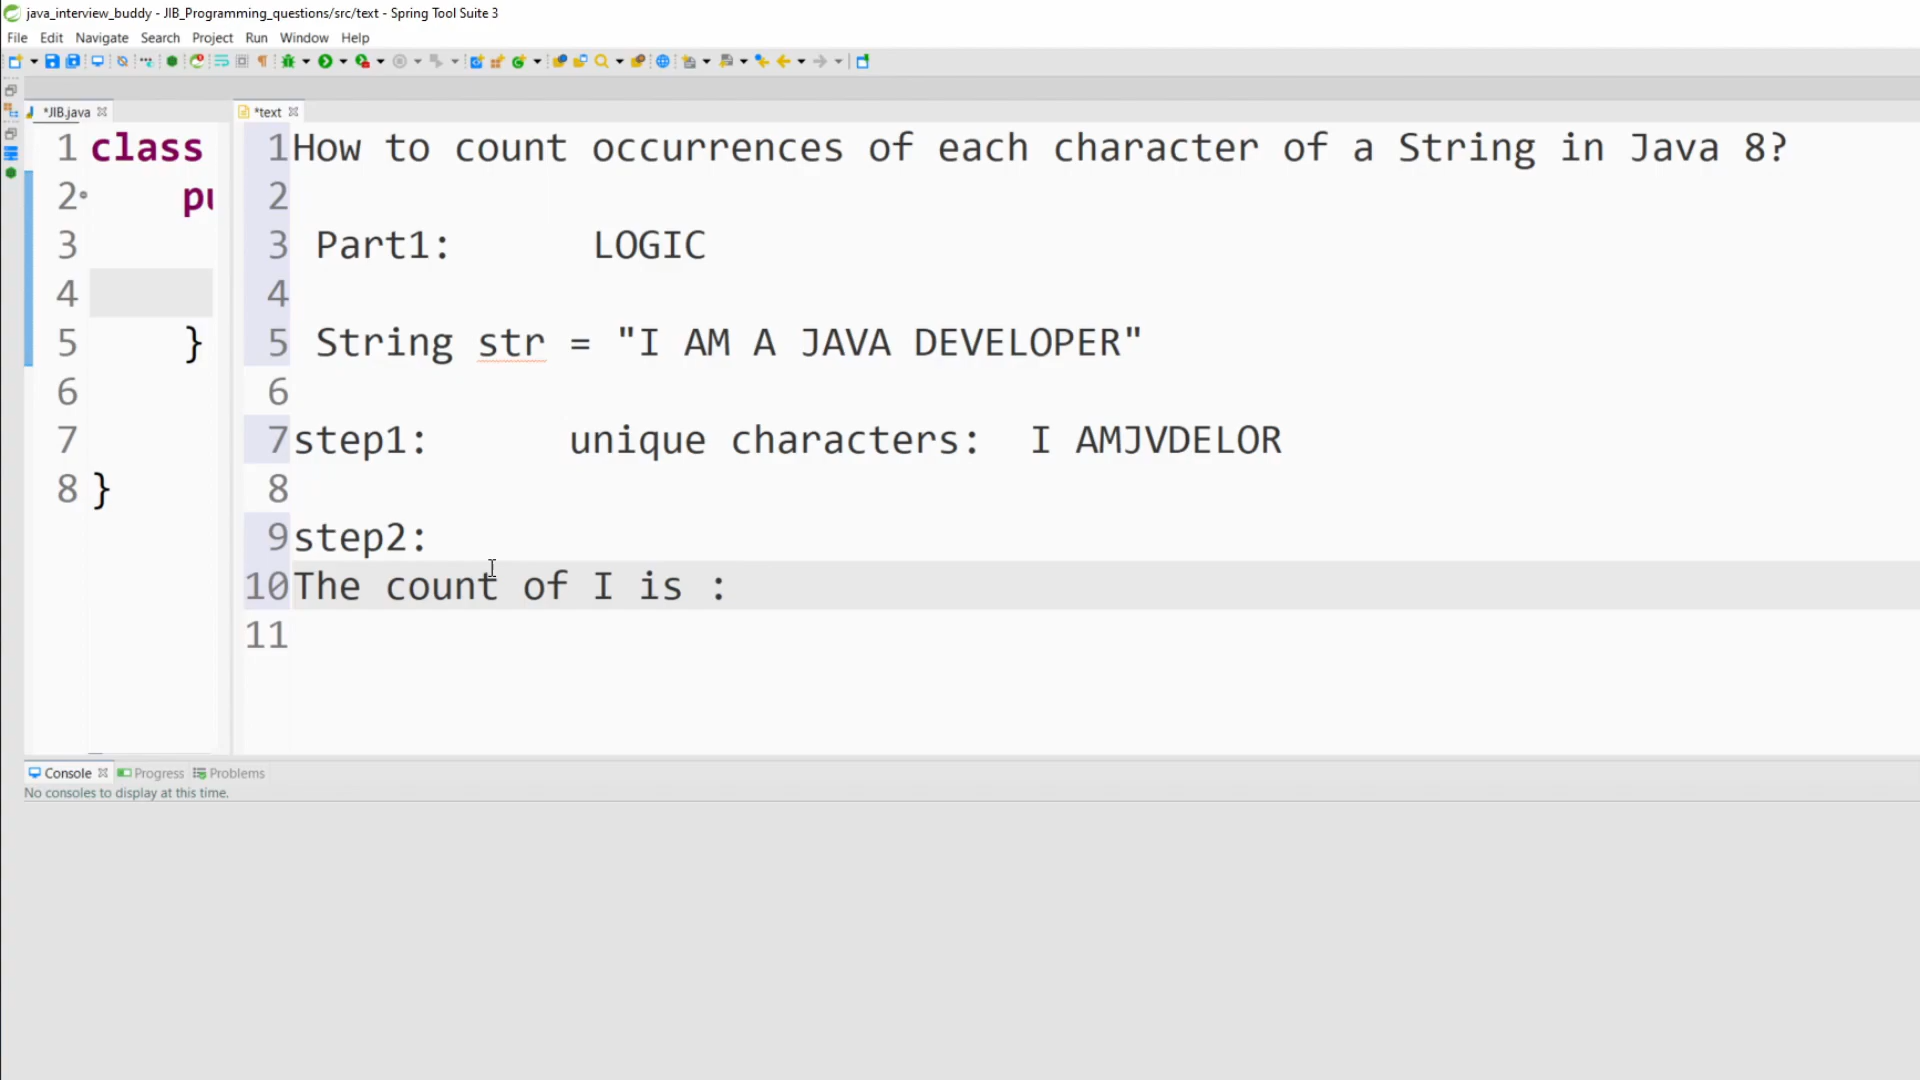 java_interview_buddy - JIB_Programming_questions/src/text - Spring Tool Suite 3
File Edit Navigate Search Project Run Window Help
*JIB.java
1 class
2 pu
3
4
5 }
6
7
8 }
*text
1 How to count occurrences of each character of a String in Java 8?
2
3 Part1: LOGIC
4
5 String str = "I AM A JAVA DEVELOPER"
6
7 step1: unique characters: I AMJVDELOR
8
9 step2:
10 The count of I is :
11
Console Progress Problems
No consoles to display at this time.